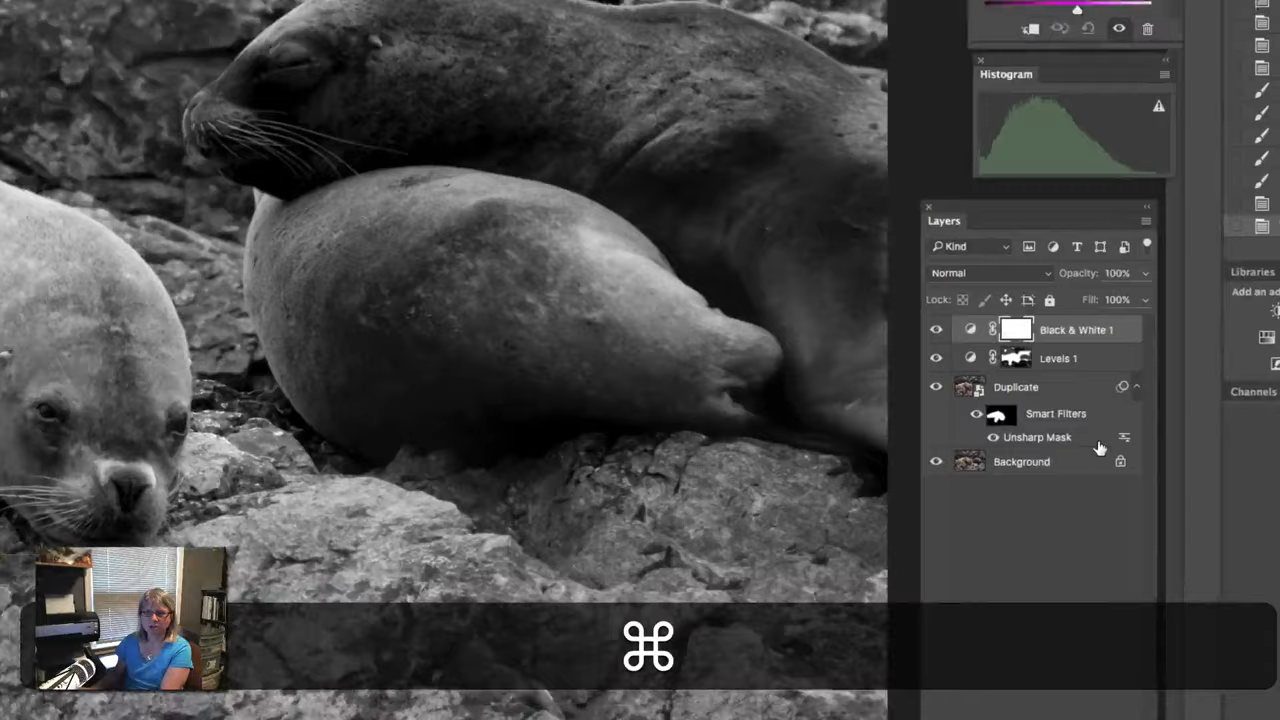 Histogram
Layers
Kind
Normal Opacity: 100%
Lock: Fill: 100%
Libraries
Add an ad
Black & White 1
Levels 1
Duplicate
Channels
Smart Filters
Unsharp Mask
Background
⌘